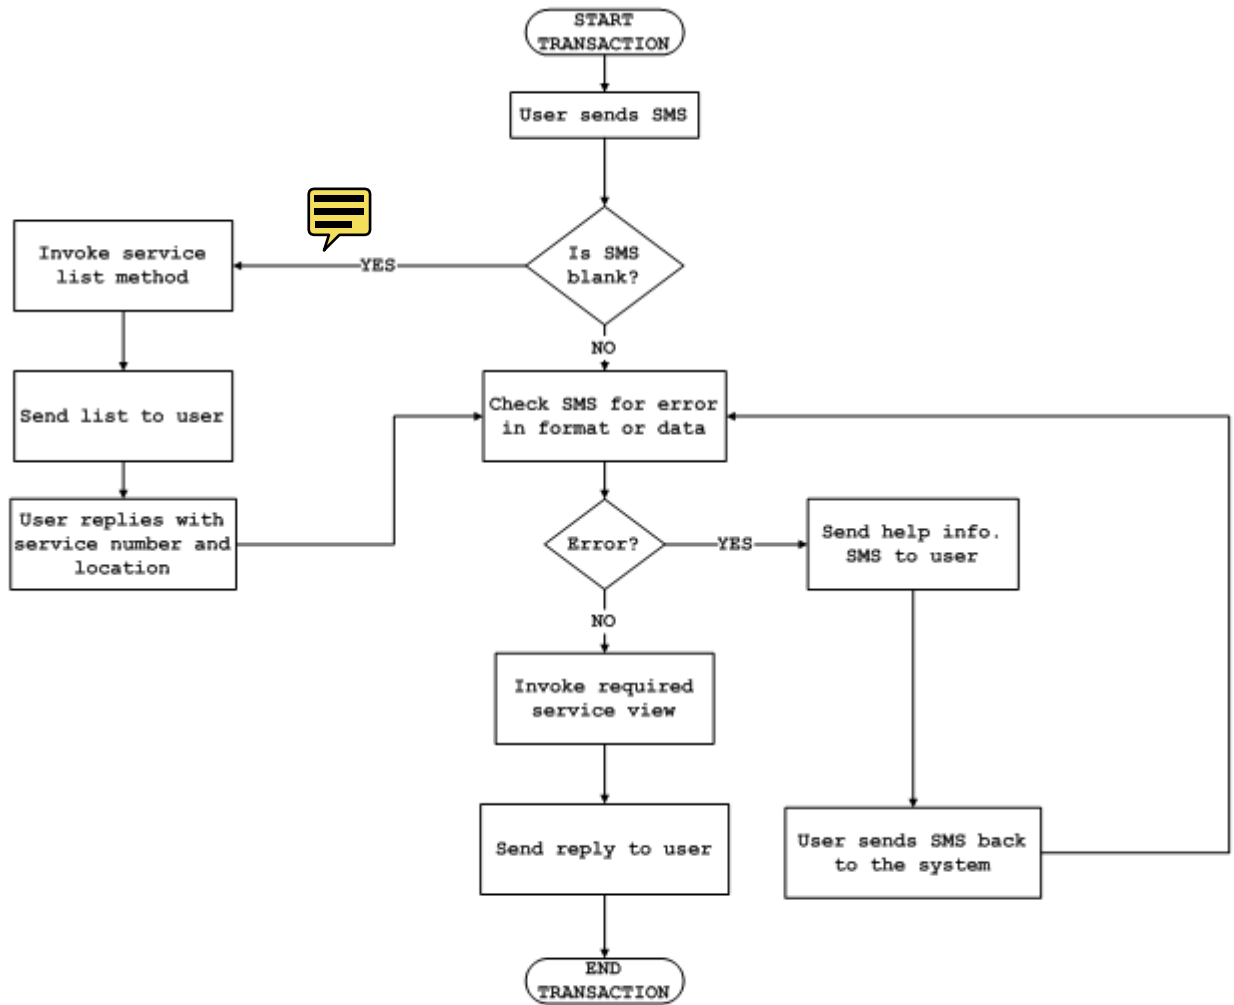 START
TRANSACTION
User sends SMS
Is SMS
blank?
YES
Invoke service
list method
NO
Send list to user
Check SMS for error
in format or data
User replies with
service number and
location
Error?
YES
Send help info.
SMS to user
NO
Invoke required
service view
Send reply to user
User sends SMS back
to the system
END
TRANSACTION